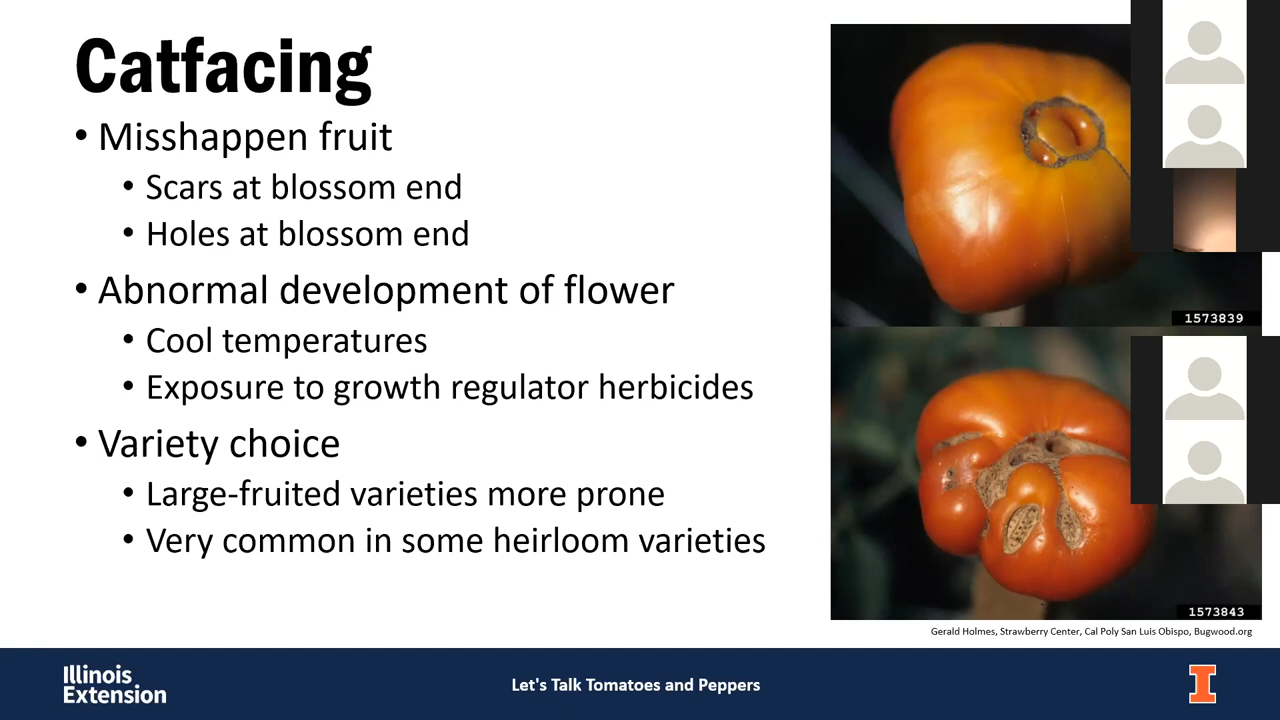 Catfacing
• Misshappen fruit
• Scars at blossom end
• Holes at blossom end
• Abnormal development of flower
• Cool temperatures
• Exposure to growth regulator herbicides
• Variety choice
• Large-fruited varieties more prone
• Very common in some heirloom varieties
1573839
1573843
Gerald Holmes, Strawberry Center, Cal Poly San Luis Obispo, Bugwood.org
Illinois
Extension
Let's Talk Tomatoes and Peppers
I